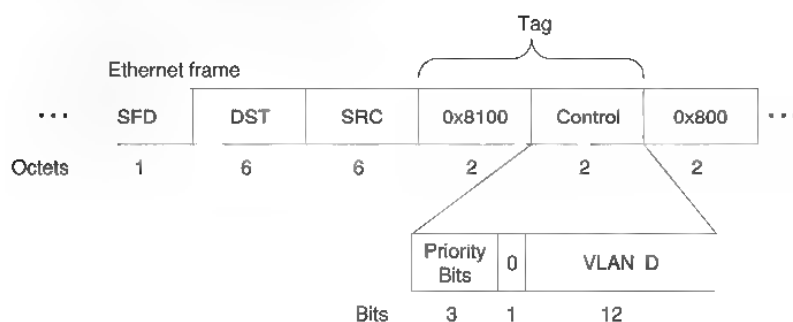 Tag
Ethernet frame
... SFD DST SRC 0x8100 Control 0x800 ..
Octets 1 6 6 2 2 2
Priority
Bits 0 VLAN D
Bits 3 1 12